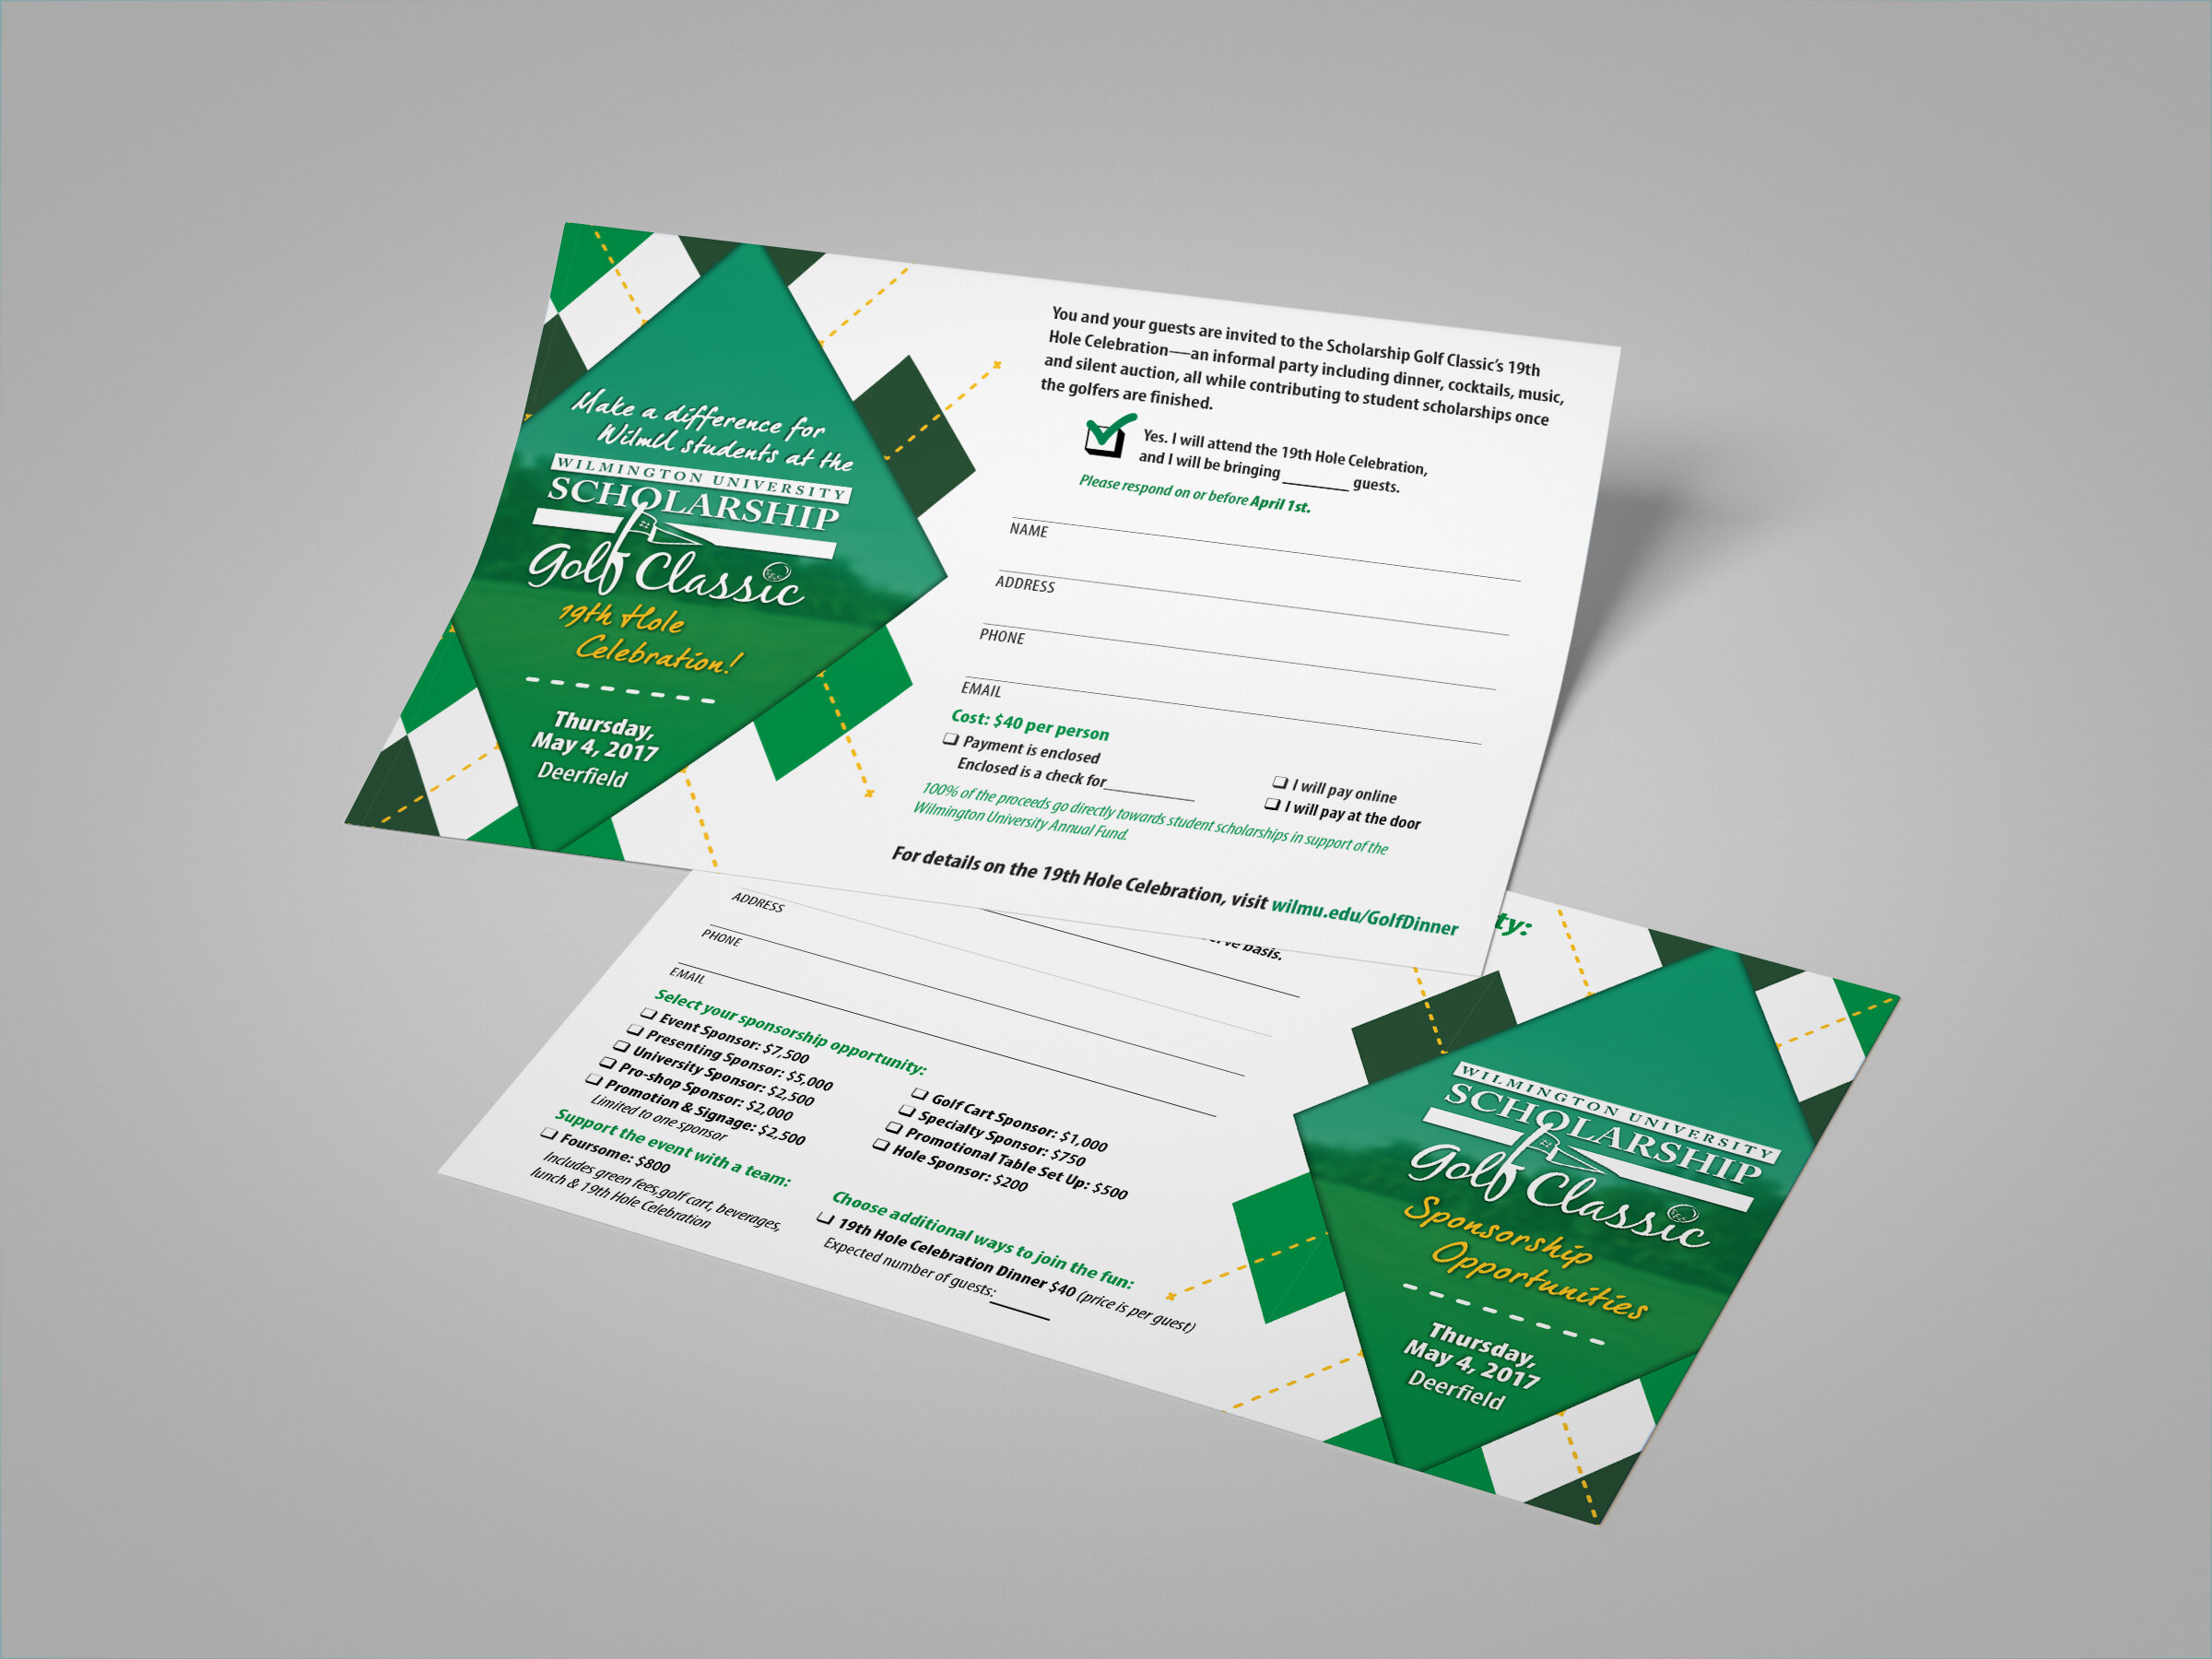 Make a difference for
WilmU students at the
WILMINGTON UNIVERSITY
SCHOLARSHIP
Golf Classic
19th Hole
Celebration!
Thursday,
May 4, 2017
Deerfield
You and your guests are invited to the Scholarship Golf Classic's 19th
Hole Celebration—an informal party including dinner, cocktails, music,
and silent auction, all while contributing to student scholarships once
the golfers are finished.
Yes. I will attend the 19th Hole Celebration,
and I will be bringing ________ guests.
Please respond on or before April 1st.
NAME
ADDRESS
PHONE
EMAIL
Cost: $40 per person
Payment is enclosed
Enclosed is a check for____________
I will pay online
I will pay at the door
100% of the proceeds go directly towards student scholarships in support of the
Wilmington University Annual Fund.
For details on the 19th Hole Celebration, visit wilmu.edu/GolfDinner
ty:
basis.
ADDRESS
PHONE
EMAIL
Select your sponsorship opportunity:
Event Sponsor: $7,500
Presenting Sponsor: $5,000
University Sponsor: $2,500
Pro-shop Sponsor: $2,000
Promotion & Signage: $2,500
Limited to one sponsor
Golf Cart Sponsor: $1,000
Specialty Sponsor: $750
Promotional Table Set Up: $500
Hole Sponsor: $200
Support the event with a team:
Foursome: $800
Includes green fees,golf cart, beverages,
lunch & 19th Hole Celebration
Choose additional ways to join the fun:
19th Hole Celebration Dinner $40 (price is per guest)
Expected number of guests:_______
WILMINGTON UNIVERSITY
SCHOLARSHIP
Golf Classic
Sponsorship
Opportunities
Thursday,
May 4, 2017
Deerfield